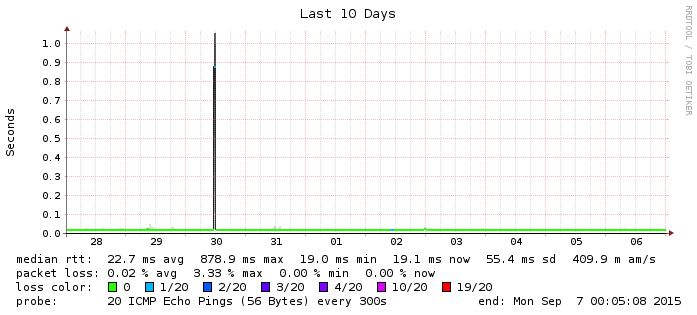 Last 10 Days
RRDTOOL / TOBI OETIKER
Seconds
1.0
0.9
0.8
0.7
0.6
0.5
0.4
0.3
0.2
0.1
0.0
28 29 30 31 01 02 03 04 05 06
median rtt: 22.7 ms avg 878.9 ms max 19.0 ms min 19.1 ms now 55.4 ms sd 409.9 m am/s
packet loss: 0.02 % avg 3.33 % max 0.00 % min 0.00 % now
loss color: 0 1/20 2/20 3/20 4/20 10/20 19/20
probe: 20 ICMP Echo Pings (56 Bytes) every 300s end: Mon Sep 7 00:05:08 2015